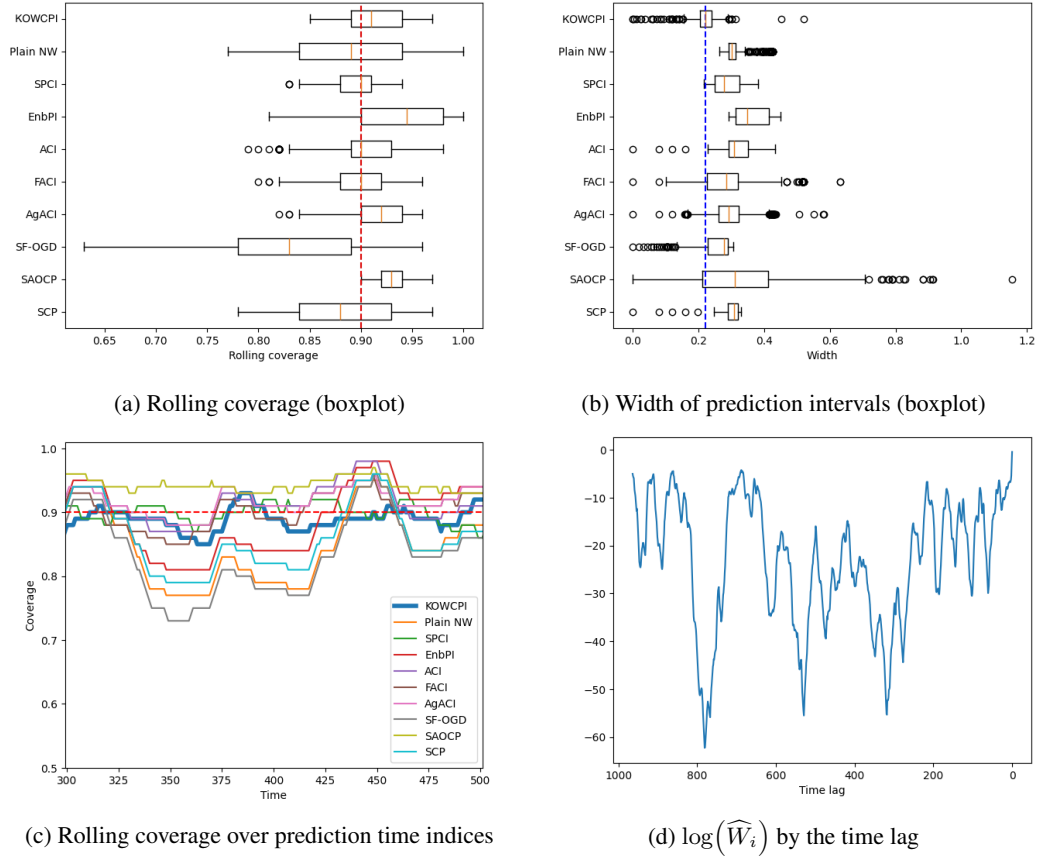 KOWCPI
Plain NW
SPCI
EnbPI
ACI
FACI
AgACI
SF-OGD
SAOCP
SCP
0.65 0.70 0.75 0.80 0.85 0.90 0.95 1.00
Rolling coverage
(a) Rolling coverage (boxplot)
KOWCPI
Plain NW
SPCI
EnbPI
ACI
FACI
AgACI
SF-OGD
SAOCP
SCP
0.0 0.2 0.4 0.6 0.8 1.0 1.2
Width
(b) Width of prediction intervals (boxplot)
1.0
0.9
0.8
0.7
0.6
0.5
Coverage
KOWCPI
Plain NW
SPCI
EnbPI
ACI
FACI
AgACI
SF-OGD
SAOCP
SCP
300 325 350 375 400 425 450 475 500
Time
(c) Rolling coverage over prediction time indices
0
−10
−20
−30
−40
−50
−60
1000 800 600 400 200 0
Time lag
(d) log(Ŵᵢ) by the time lag